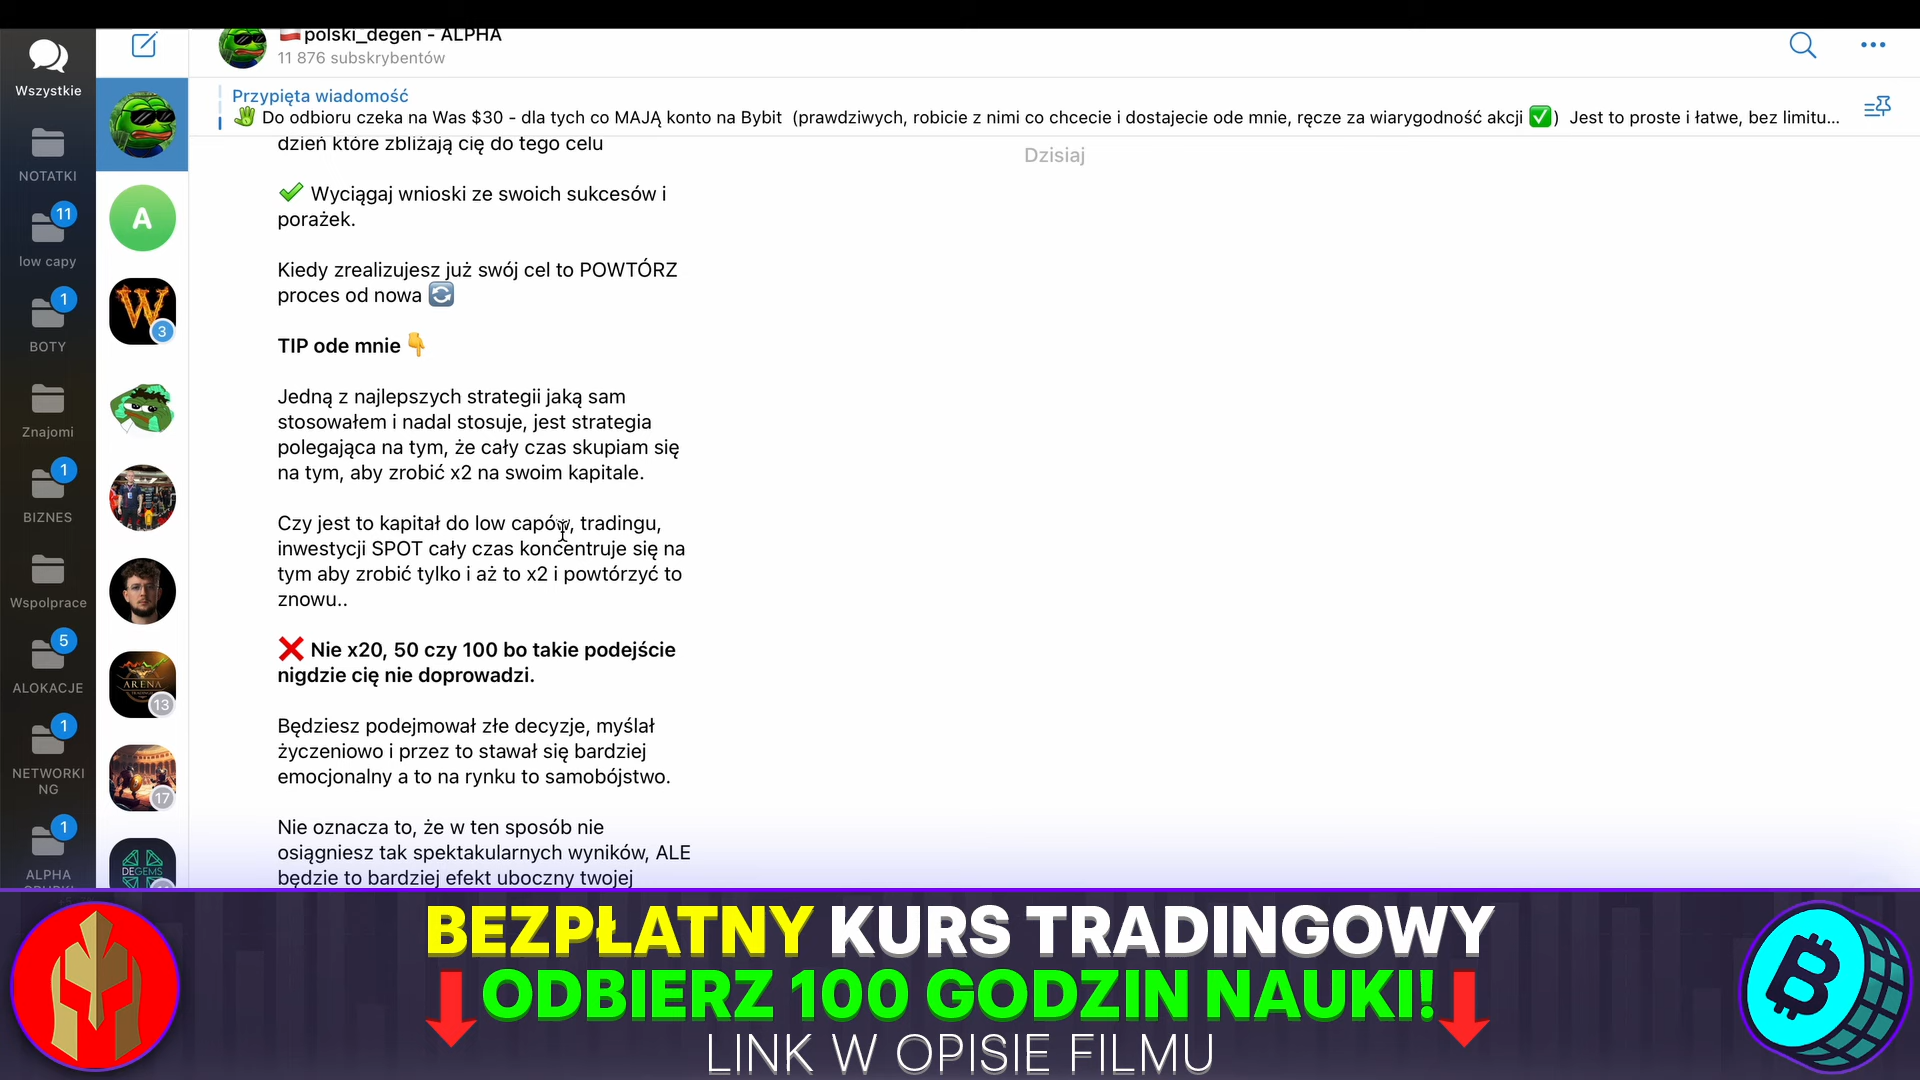 Wszystkie
NOTATKI
11
low capy
1
BOTY
Znajomi
1
BIZNES
Wspolprace
5
ALOKACJE
1
NETWORKI
NG
1
ALPHA
A
W
3
ARENA
13
17
DEGEMS
polski_degen - ALPHA
11 876 subskrybentów
Przypięta wiadomość
Do odbioru czeka na Was $30 - dla tych co MAJĄ konto na Bybit (prawdziwych, robicie z nimi co chcecie i dostajecie ode mnie, ręcze za wiarygodność akcji ✅) Jest to proste i łatwe, bez limitu...
Dzisiaj
dzień które zbliżają cię do tego celu
✅ Wyciągaj wnioski ze swoich sukcesów i
porażek.
Kiedy zrealizujesz już swój cel to POWTÓRZ
proces od nowa 🔄
TIP ode mnie 👇
Jedną z najlepszych strategii jaką sam
stosowałem i nadal stosuje, jest strategia
polegająca na tym, że cały czas skupiam się
na tym, aby zrobić x2 na swoim kapitale.
Czy jest to kapitał do low capów, tradingu,
inwestycji SPOT cały czas koncentruje się na
tym aby zrobić tylko i aż to x2 i powtórzyć to
znowu..
❌ Nie x20, 50 czy 100 bo takie podejście
nigdzie cię nie doprowadzi.
Będziesz podejmował złe decyzje, myślał
życzeniowo i przez to stawał się bardziej
emocjonalny a to na rynku to samobójstwo.
Nie oznacza to, że w ten sposób nie
osiągniesz tak spektakularnych wyników, ALE
będzie to bardziej efekt uboczny twojej
BEZPŁATNY KURS TRADINGOWY
ODBIERZ 100 GODZIN NAUKI!
LINK W OPISIE FILMU